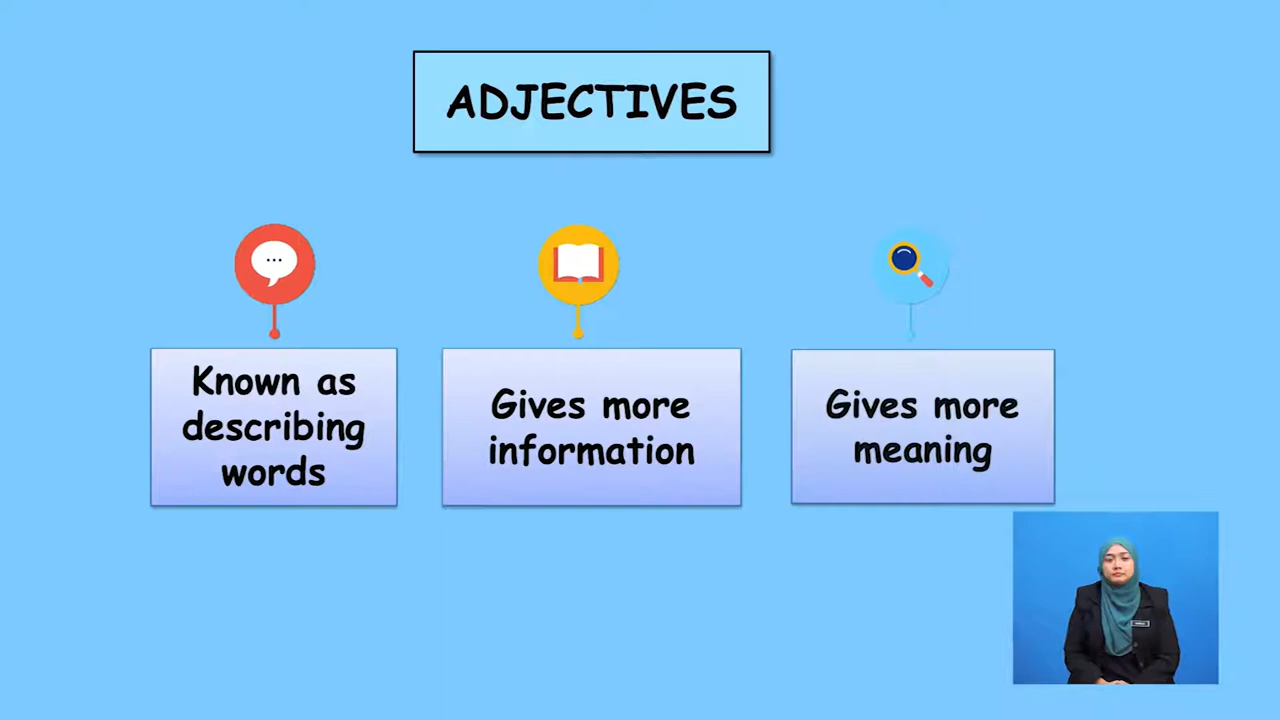 ADJECTIVES
Known as
describing
words
Gives more
information
Gives more
meaning